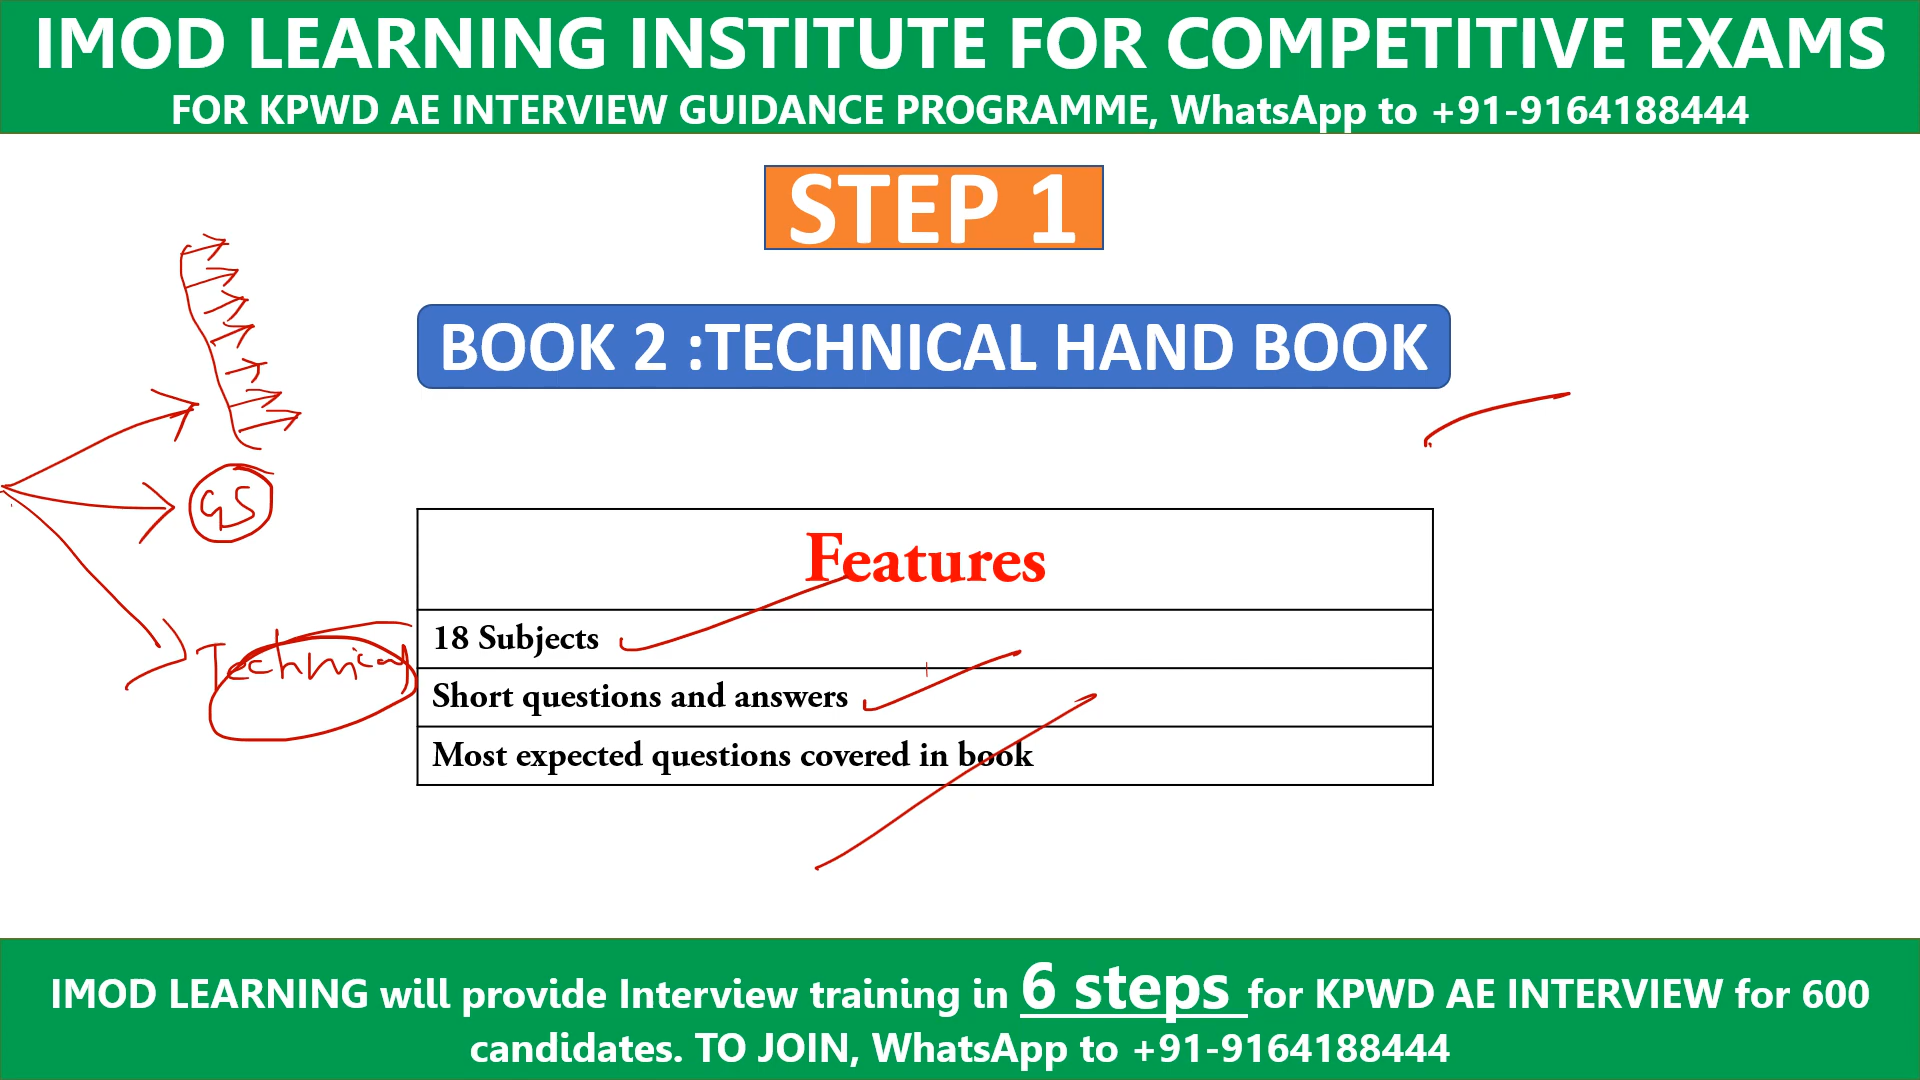 IMOD LEARNING INSTITUTE FOR COMPETITIVE EXAMS
FOR KPWD AE INTERVIEW GUIDANCE PROGRAMME, WhatsApp to +91-9164188444
STEP 1
BOOK 2 :TECHNICAL HAND BOOK
GS
Technical
Features
18 Subjects
Short questions and answers
Most expected questions covered in book
IMOD LEARNING will provide Interview training in 6 steps for KPWD AE INTERVIEW for 600
candidates. TO JOIN, WhatsApp to +91-9164188444